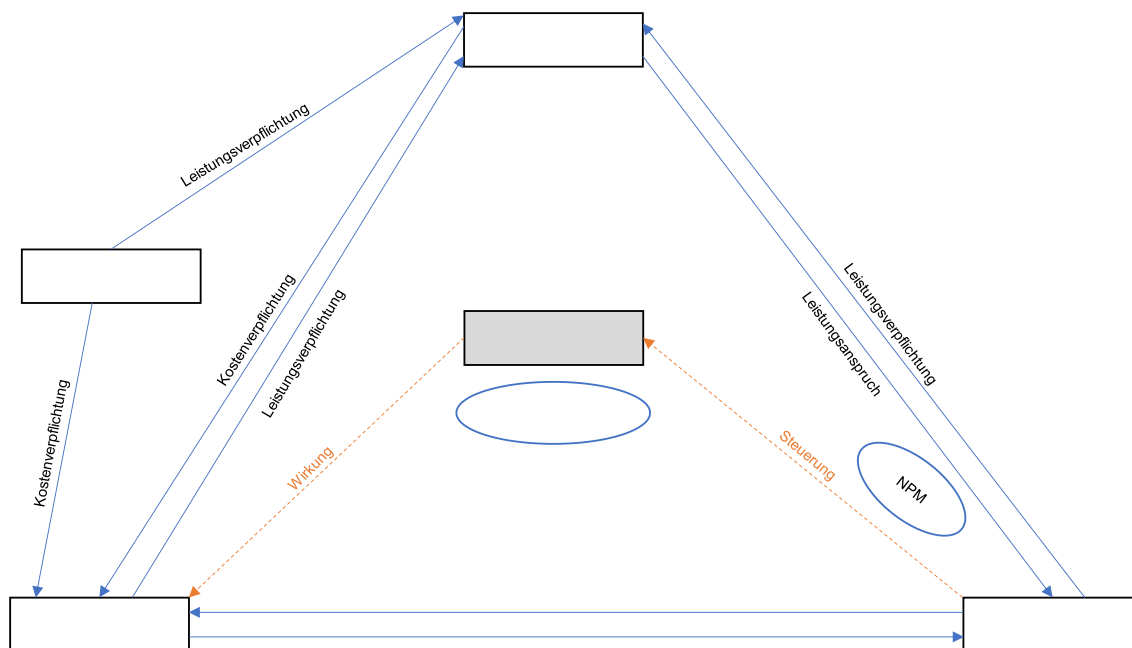 Leistungsverpflichtung
Kostenverpflichtung
Leistungsverpflichtung
Leistungsverpflichtung
Leistungsanspruch
Kostenverpflichtung
Wirkung
Steuerung
NPM